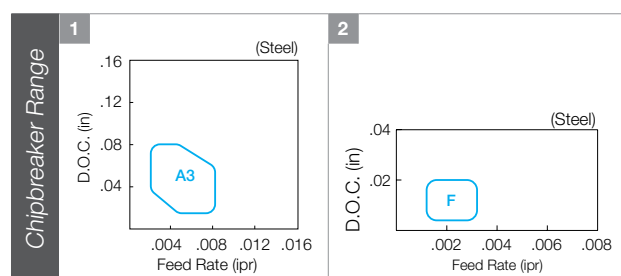 Chipbreaker Range
1
(Steel)
.16
.12
.08
.04
D.O.C. (in)
A3
.004 .008 .012 .016
Feed Rate (ipr)
2
(Steel)
.04
.02
D.O.C. (in)
F
.002 .004 .006 .008
Feed Rate (ipr)